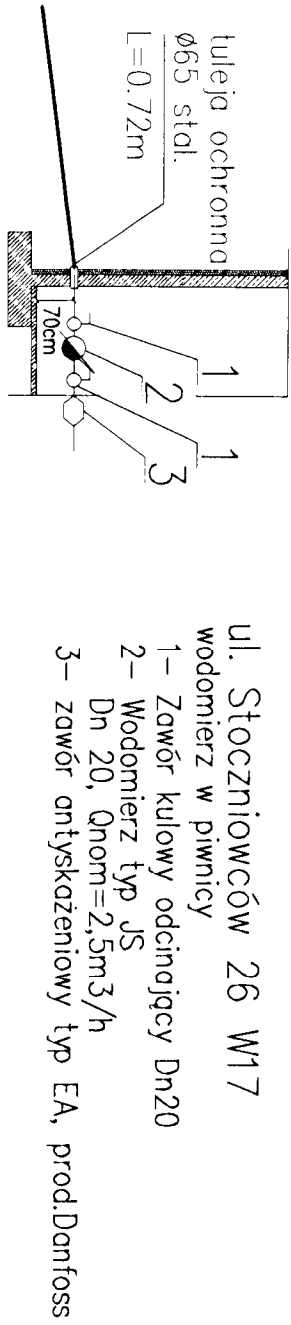 tuleja ochronna
Ø65 stal.
L=0.72m
70cm
1
2
1
3
ul. Stoczniowców 26 W17
wodomierz w piwnicy
1- Zawór kulowy odcinający Dn20
2- Wodomierz typ JS
Dn 20, Qnom=2,5m3/h
3- zawór antyskażeniowy typ EA, prod.Danfoss